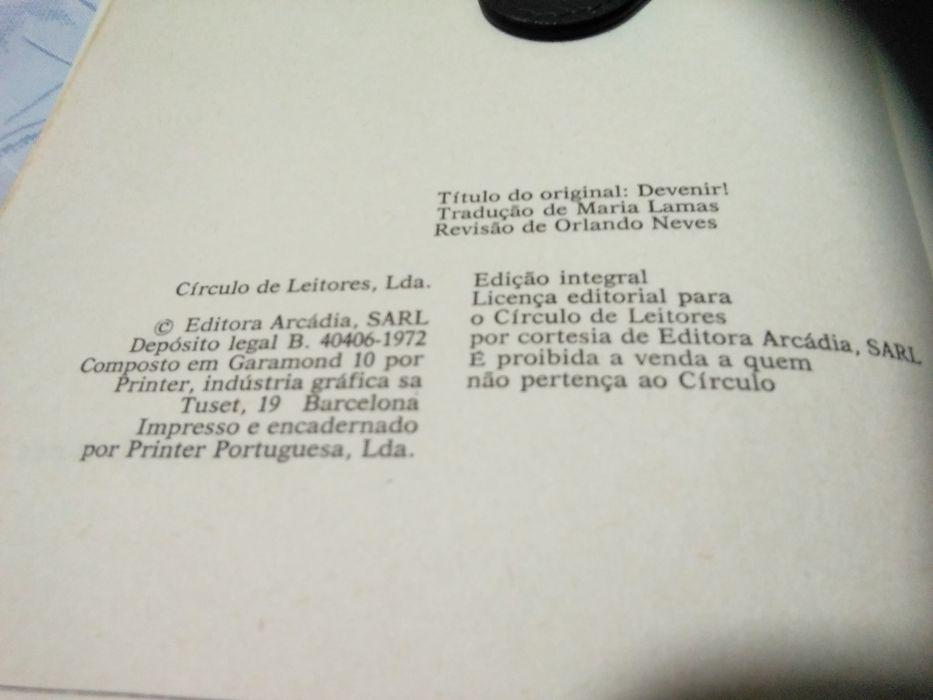 Título do original: Devenir!
Tradução de Maria Lamas
Revisão de Orlando Neves
Círculo de Leitores, Lda.
© Editora Arcádia, SARL
Depósito legal B. 40406-1972
Composto em Garamond 10 por
Printer, indústria gráfica sa
Tuset, 19 Barcelona
Impresso e encadernado
por Printer Portuguesa, Lda.
Edição integral
Licença editorial para
o Círculo de Leitores
por cortesia de Editora Arcádia, SARL
É proibida a venda a quem
não pertença ao Círculo